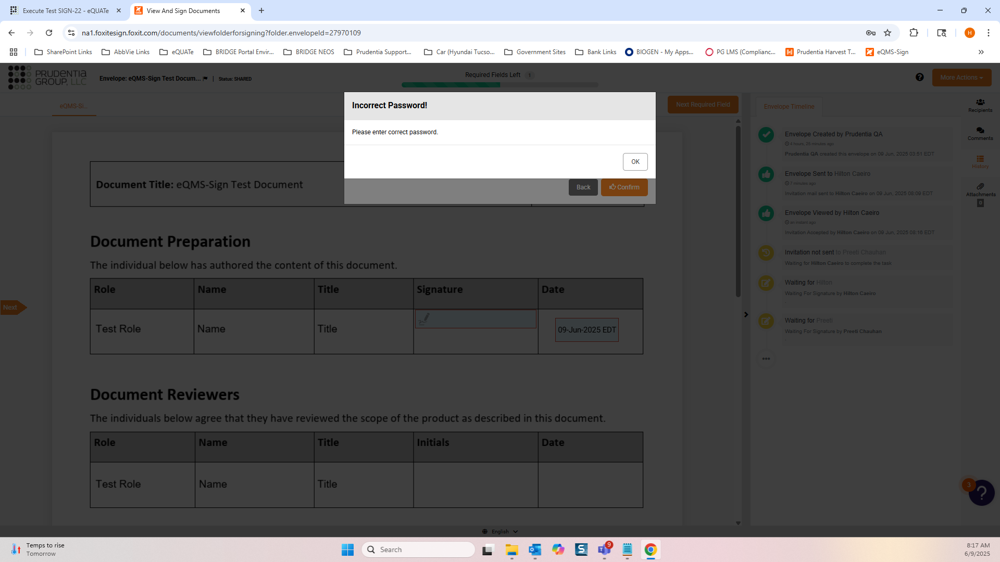 Execute Test SIGN-22 - eQUATe
View And Sign Documents
na1.foxitesign.foxit.com/documents/viewfolderforsigning?folder.envelopeId=27970109
H
SharePoint Links
AbbVie Links
eQUATe
BRIDGE Portal Envir...
BRIDGE NEOS
Prudentia Support...
Car (Hyundai Tucso...
Government Sites
Bank Links
BIOGEN - My Apps...
PG LMS (Complianc...
Prudentia Harvest T...
eQMS-Sign
PRUDENTIA
GROUP, LLC
Envelope: eQMS-Sign Test Docum...
Status: SHARED
Required Fields Left 1
More Actions
eQMS-Si...
Next Required Field
Incorrect Password!
Please enter correct password.
OK
Back
Confirm
Document Title: eQMS-Sign Test Document
Document Preparation
The individual below has authored the content of this document.
Role Name Title Signature Date
Test Role Name Title 09-Jun-2025 EDT
Next
Document Reviewers
The individuals below agree that they have reviewed the scope of the product as described in this document.
Role Name Title Initials Date
Test Role Name Title
Envelope Timeline
Envelope Created by Prudentia QA
4 hours, 25 minutes ago
Prudentia QA created this envelope on 09 Jun, 2025 03:51 EDT
Envelope Sent to Hilton Caeiro
7 minutes ago
Invitation mail sent to Hilton Caeiro on 09 Jun, 2025 08:09 EDT
Envelope Viewed by Hilton Caeiro
an instant ago
Invitation Accepted by Hilton Caeiro on 09 Jun, 2025 08:16 EDT
Invitation not sent to Preeti Chauhan
Waiting for Hilton Caeiro to complete the task
Waiting for Hilton
Waiting For Signature by Hilton Caeiro
Waiting for Preeti
Waiting For Signature by Preeti Chauhan
Recipients
Comments
History
Attachments
0
3
English
Temps to rise
Tomorrow
Search
9
8:17 AM
6/9/2025